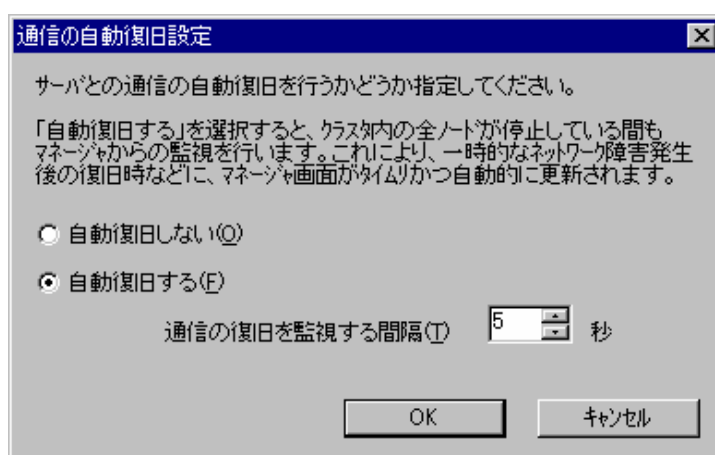 通信の自動復旧設定
サーバとの通信の自動復旧を行うかどうか指定してください。
「自動復旧する」を選択すると、クラスタ内の全ノードが停止している間も
マネージャからの監視を行います。これにより、一時的なネットワーク障害発生
後の復旧時などに、マネージャ画面がタイムリかつ自動的に更新されます。
自動復旧しない(O)
自動復旧する(F)
通信の復旧を監視する間隔(T) 5 秒
OK キャンセル